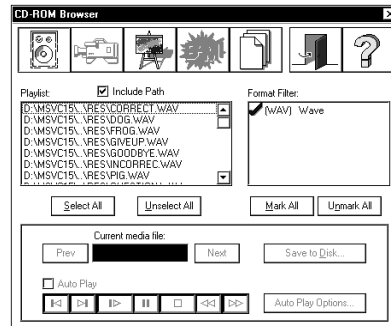 CD-ROM Browser
Playlist:
Include Path
D:\MSVC15\..\RES\CORRECT.WAV
D:\MSVC15\..\RES\DOG.WAV
D:\MSVC15\..\RES\FROG.WAV
D:\MSVC15\..\RES\GIVEUP.WAV
D:\MSVC15\..\RES\GOODBYE.WAV
D:\MSVC15\..\RES\INCORREC.WAV
D:\MSVC15\..\RES\PIG.WAV
Format Filter:
(WAV) Wave
Select All
Unselect All
Mark All
Unmark All
Current media file:
Prev
Next
Save to Disk...
Auto Play
Auto Play Options...